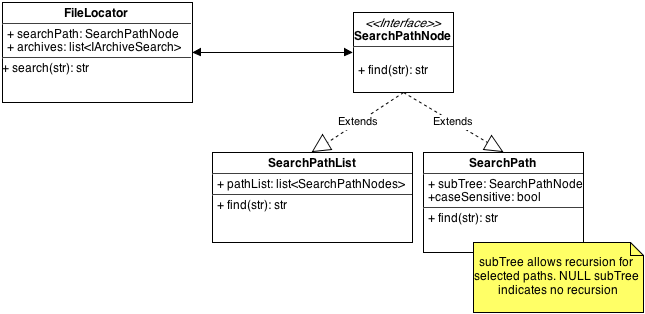 FileLocator
+ searchPath: SearchPathNode
+ archives: list<IArchiveSearch>
+ search(str): str
<<Interface>>
SearchPathNode
+ find(str): str
Extends
Extends
SearchPathList
+ pathList: list<SearchPathNodes>
+ find(str): str
SearchPath
+ subTree: SearchPathNode
+caseSensitive: bool
+ find(str): str
subTree allows recursion for
selected paths. NULL subTree
indicates no recursion